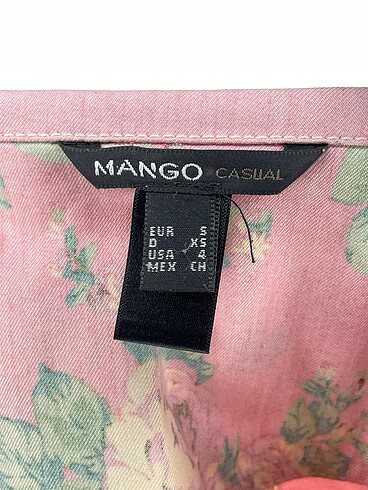 MANGO CASUAL
EUR S
D XS
USA 4
MEX CH